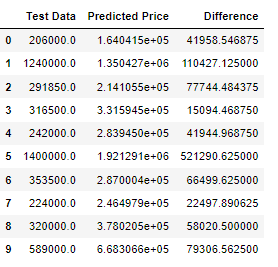 Test Data Predicted Price Difference
0 206000.0 1.640415e+05 41958.546875
1 1240000.0 1.350427e+06 110427.125000
2 291850.0 2.141055e+05 77744.484375
3 316500.0 3.315945e+05 15094.468750
4 242000.0 2.839450e+05 41944.968750
5 1400000.0 1.921291e+06 521290.625000
6 353500.0 2.870004e+05 66499.625000
7 224000.0 2.464979e+05 22497.890625
8 320000.0 3.780205e+05 58020.500000
9 589000.0 6.683066e+05 79306.562500